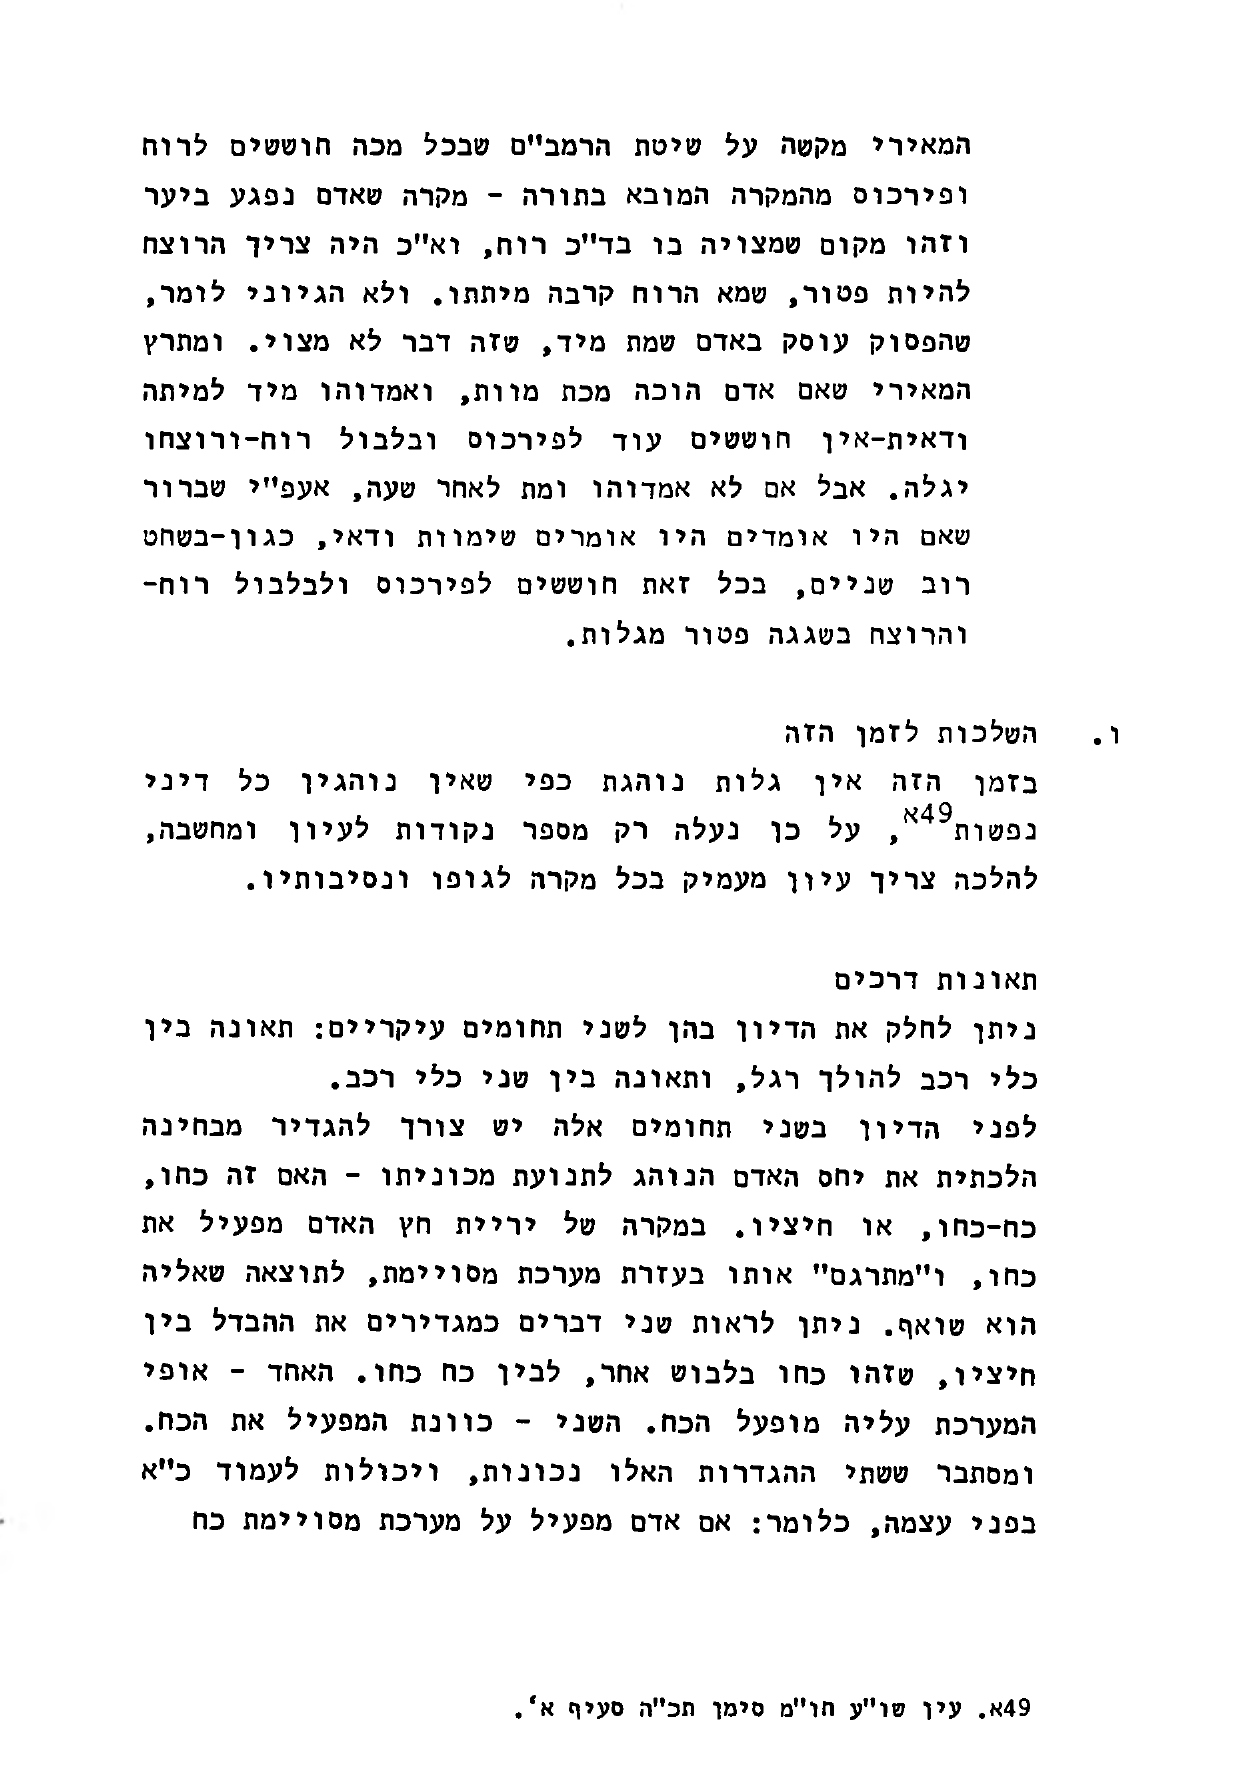 המאירי מקשה על שיטת הרמב"ם שבכל מכה חוששים לרוח
ופירכוס מהמקרה המובא בתורה - מקרה שאדם נפגע ביער
וזהו מקום שמצויה בו בד"כ רוח, וא"כ היה צריך הרוצח
להיות פטור, שמא הרוח קרבה מיתתו. ולא הגיוני לומר,
שהפסוק עוסק באדם שמת מיד, שזה דבר לא מצוי. ומתרץ
המאירי שאם אדם הוכה מכת מוות, ואמדוהו מיד למיתה
ודאית-אין חוששים עוד לפירכוס ובלבול רוח-ורוצחו
יגלה. אבל אם לא אמדוהו ומת לאחר שעה, אעפ"י שברור
שאם היו אומדים היו אומרים שימות ודאי, כגון-בשחט
רוב שניים, בכל זאת חוששים לפירכוס ולבלבול רוח-
והרוצח בשגגה פטור מגלות.
ו. השלכות לזמן הזה
בזמן הזה אין גלות נוהגת כפי שאין נוהגין כל דיני
נפשות49א, על כן נעלה רק מספר נקודות לעיון ומחשבה,
להלכה צריך עיון מעמיק בכל מקרה לגופו ונסיבותיו.
תאונות דרכים
ניתן לחלק את הדיון בהן לשני תחומים עיקריים: תאונה בין
כלי רכב להולך רגל, ותאונה בין שני כלי רכב.
לפני הדיון בשני תחומים אלה יש צורך להגדיר מבחינה
הלכתית את יחס האדם הנוהג לתנועת מכוניתו - האם זה כחו,
כח-כחו, או חיציו. במקרה של יריית חץ האדם מפעיל את
כחו, ו"מתרגם" אותו בעזרת מערכת מסויימת, לתוצאה שאליה
הוא שואף. ניתן לראות שני דברים כמגדירים את ההבדל בין
חיציו, שזהו כחו בלבוש אחר, לבין כח כחו. האחד - אופי
המערכת עליה מופעל הכח. השני - כוונת המפעיל את הכח.
ומסתבר ששתי ההגדרות האלו נכונות, ויכולות לעמוד כ"א
בפני עצמה, כלומר: אם אדם מפעיל על מערכת מסויימת כח
49א. עין שו"ע חו"מ סימן תכ"ה סעיף א'.